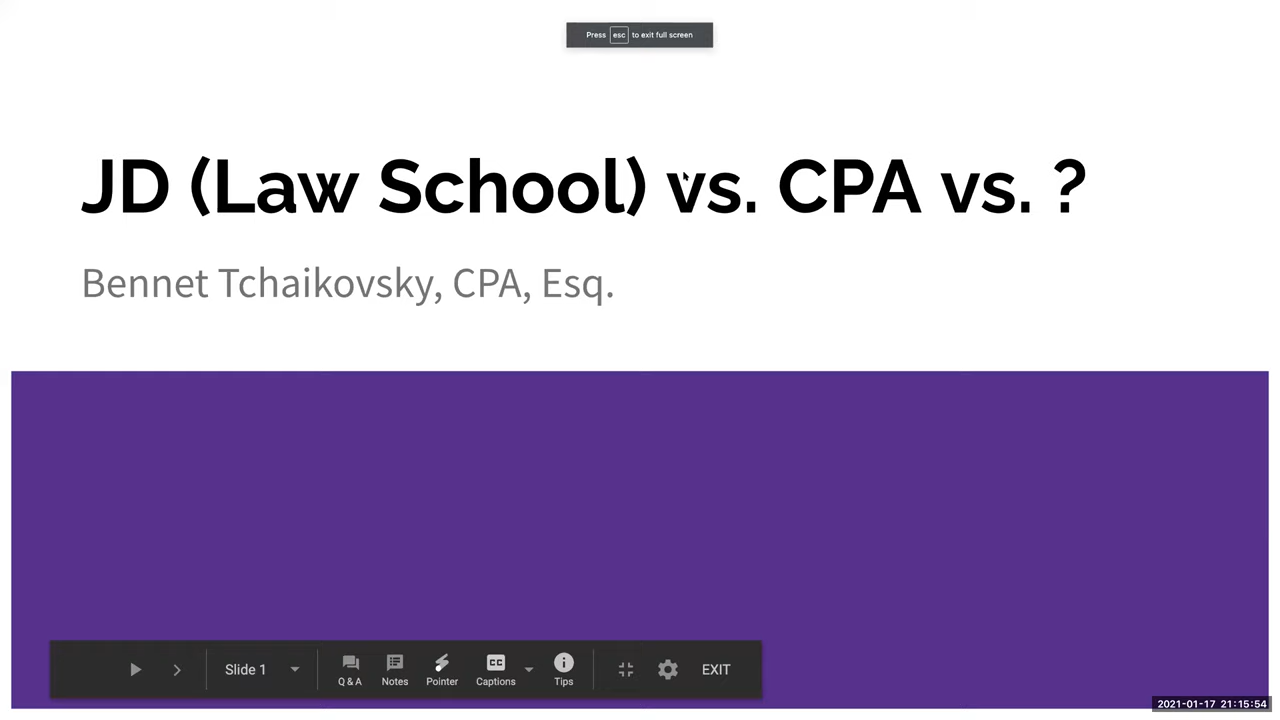 Press esc to exit full screen
JD (Law School) vs. CPA vs. ?
Bennet Tchaikovsky, CPA, Esq.
Slide 1
Q & A
Notes
Pointer
CC
Captions
Tips
EXIT
2021-01-17 21:15:54